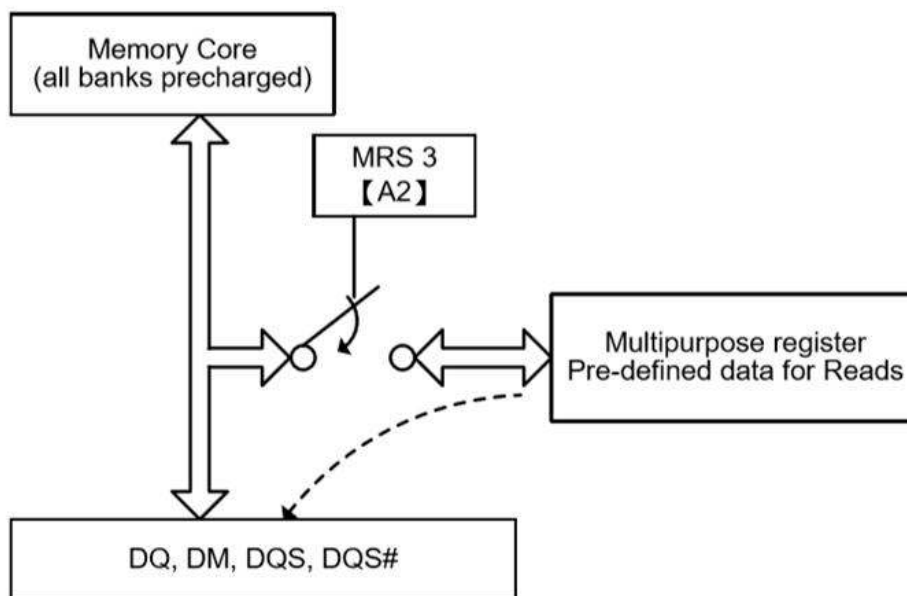 Memory Core
(all banks precharged)
MRS 3
【A2】
Multipurpose register
Pre-defined data for Reads
DQ, DM, DQS, DQS#